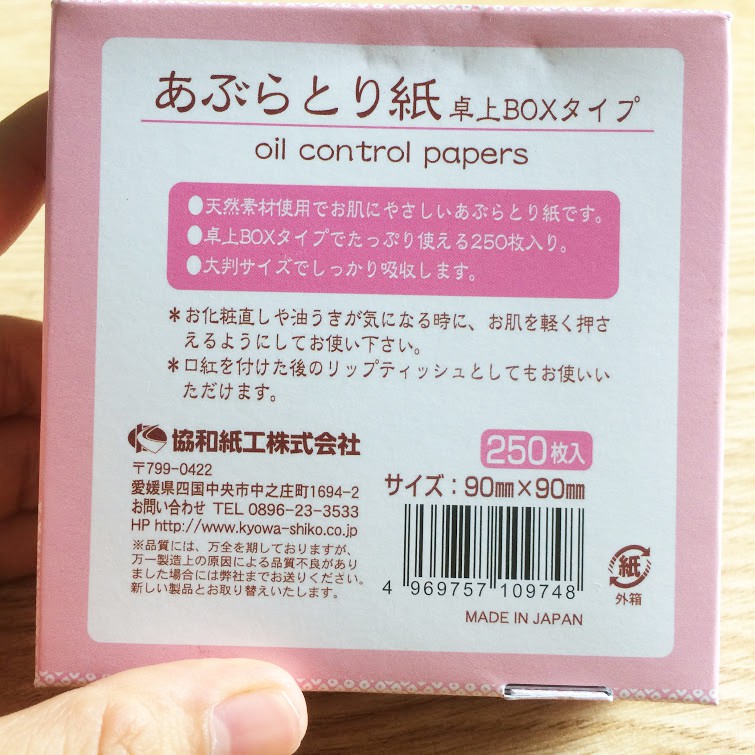 あぶらとり紙 卓上BOXタイプ
oil control papers
●天然素材使用でお肌にやさしいあぶらとり紙です。
●卓上BOXタイプでたっぷり使える250枚入り。
●大判サイズでしっかり吸収します。
＊お化粧直しや油うきが気になる時に、お肌を軽く押さ
えるようにしてお使い下さい。
＊口紅を付けた後のリップティッシュとしてもお使いい
ただけます。
協和紙工株式会社
〒799-0422
愛媛県四国中央市中之庄町1694-2
お問い合わせ TEL 0896-23-3533
HP http://www.kyowa-shiko.co.jp
※品質には、万全を期しておりますが、
万一製造上の原因による品質不良があり
ました場合には弊社までお送りください。
新しい製品とお取り替えいたします。
250枚入
サイズ：90㎜×90㎜
4 969757 109748
MADE IN JAPAN
紙
外箱